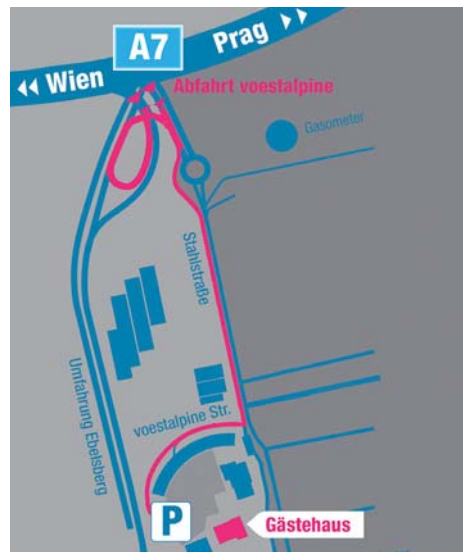 A7
Prag >>
<< Wien
Abfahrt voestalpine
Gasometer
Stahlstraße
Umfahrung Ebelsberg
voestalpine Str.
P
Gästehaus